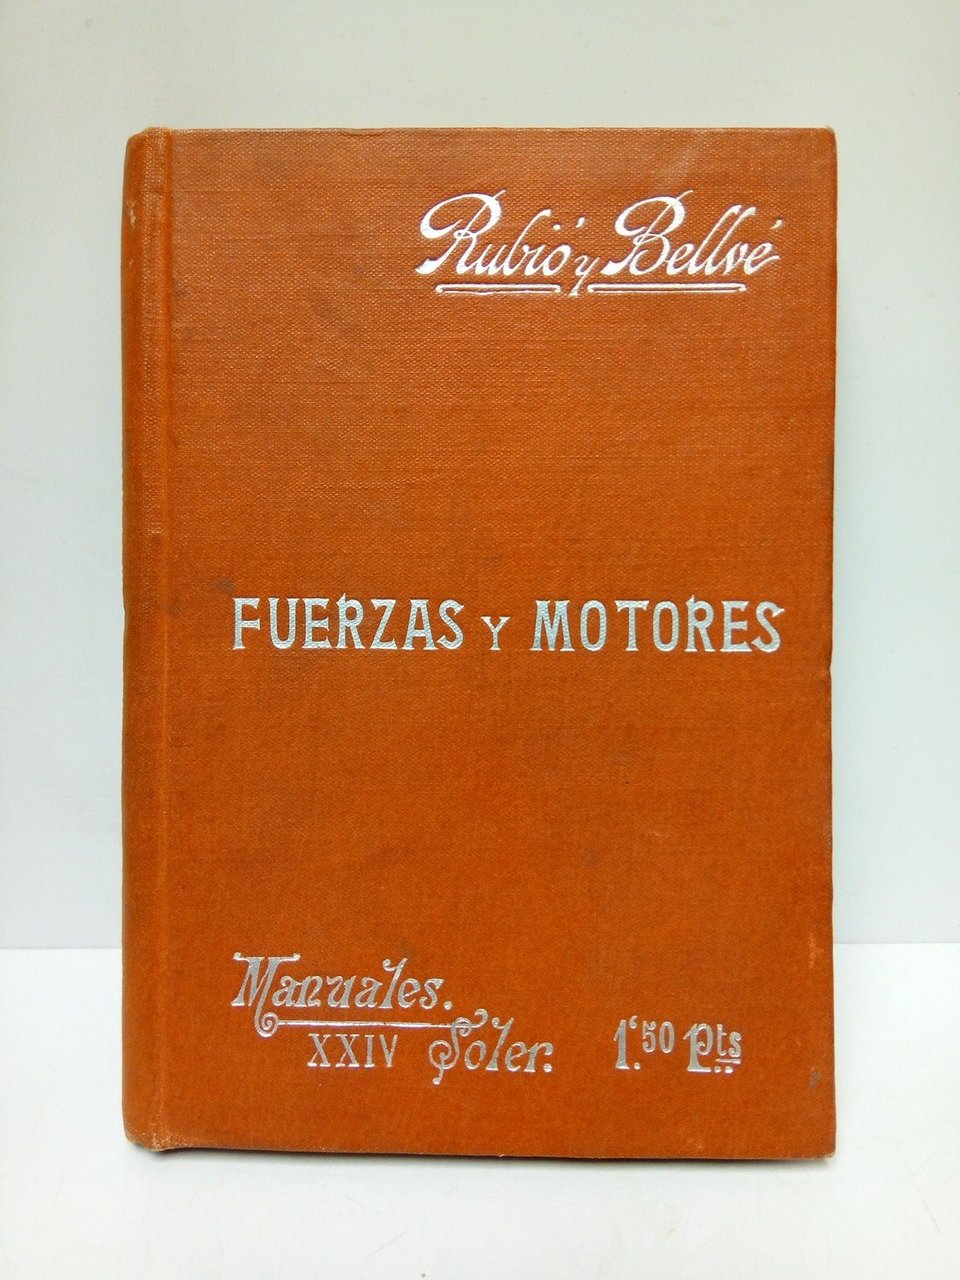 Rubió y Bellvé
FUERZAS Y MOTORES
Manuales.
XXIV Soler.
1.'50 Pts